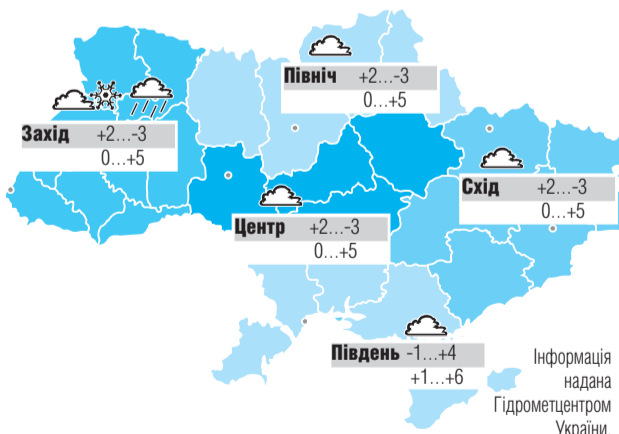 Північ +2...-3
0...+5
Захід +2...-3
0...+5
Схід +2...-3
0...+5
Центр +2...-3
0...+5
Південь -1...+4
+1...+6
Інформація
надана
Гідрометцентром
України.